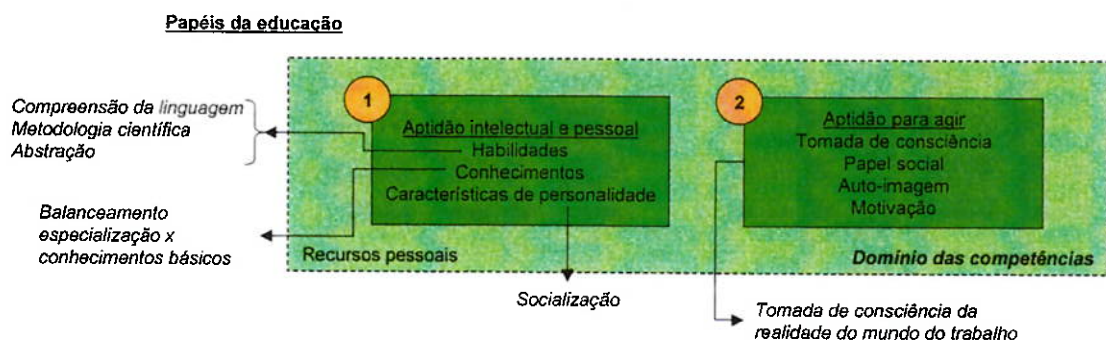 Papéis da educação
Compreensão da linguagem
Metodologia científica
Abstração
Balanceamento
especialização x
conhecimentos básicos
1
Aptidão intelectual e pessoal
Habilidades
Conhecimentos
Características de personalidade
Recursos pessoais
Socialização
2
Aptidão para agir
Tomada de consciência
Papel social
Auto-imagem
Motivação
Domínio das competências
Tomada de consciência da
realidade do mundo do trabalho